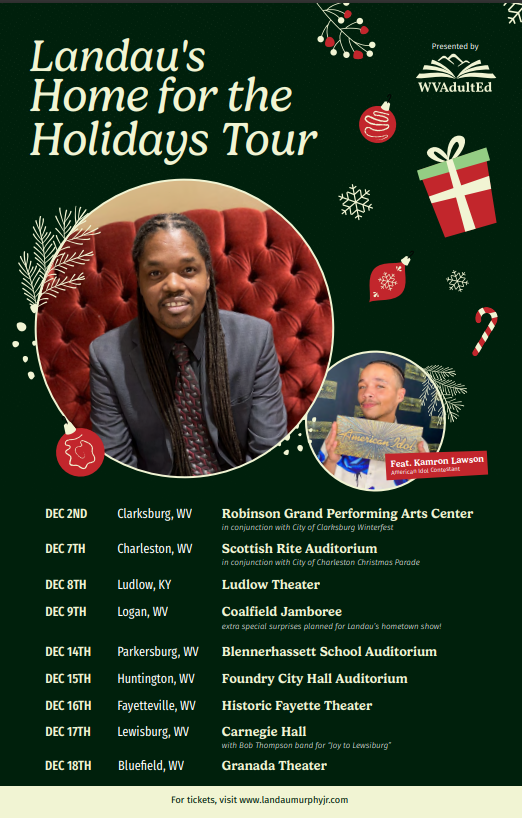 Landau's
Home for the
Holidays Tour
Presented by
WVAdultEd
American Idol
Feat. Kamron Lawson
American Idol Contestant
DEC 2ND Clarksburg, WV Robinson Grand Performing Arts Center
in conjunction with City of Clarksburg Winterfest
DEC 7TH Charleston, WV Scottish Rite Auditorium
in conjunction with City of Charleston Christmas Parade
DEC 8TH Ludlow, KY Ludlow Theater
DEC 9TH Logan, WV Coalfield Jamboree
extra special surprises planned for Landau's hometown show!
DEC 14TH Parkersburg, WV Blennerhassett School Auditorium
DEC 15TH Huntington, WV Foundry City Hall Auditorium
DEC 16TH Fayetteville, WV Historic Fayette Theater
DEC 17TH Lewisburg, WV Carnegie Hall
with Bob Thompson band for "Joy to Lewsiburg"
DEC 18TH Bluefield, WV Granada Theater
For tickets, visit www.landaumurphyjr.com